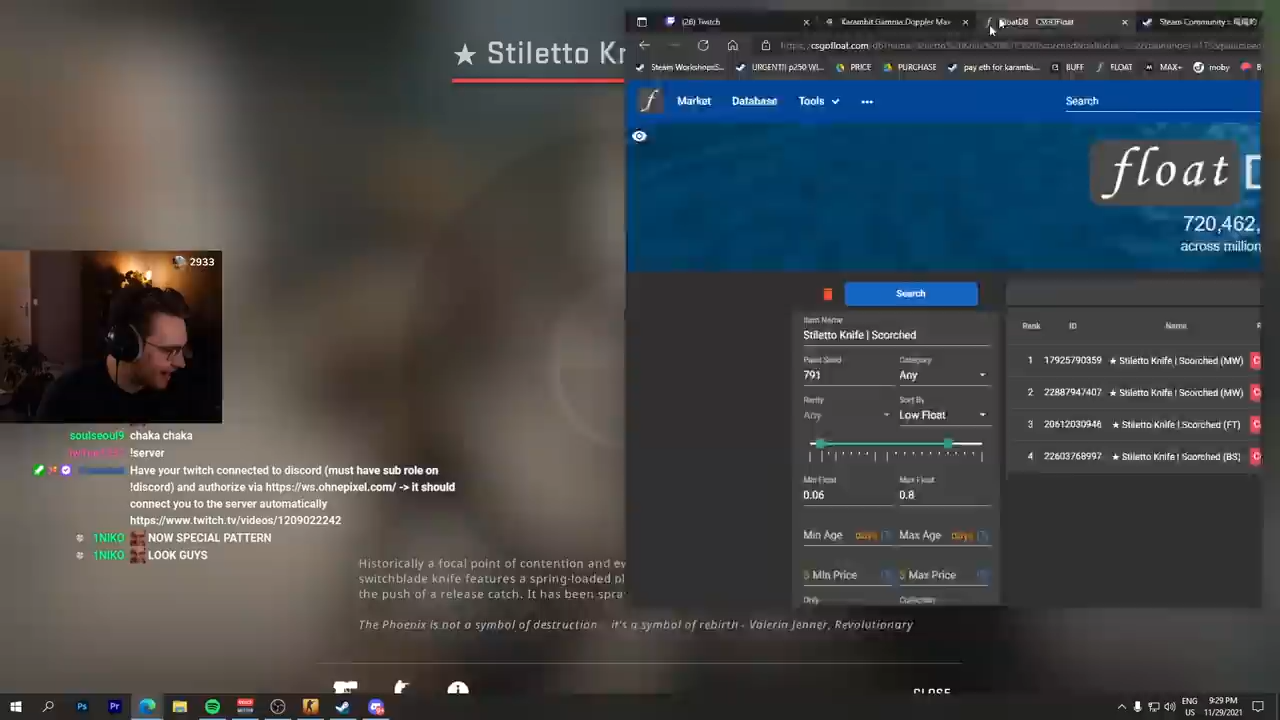 (26) Twitch
Karambit Gamma Doppler Max
FloatDB
Steam Community ::
csgofloat.com
Steam WorkshopS...
URGENT!! p250 Wi...
PRICE
PURCHASE
pay eth for karambi...
BUFF
FLOAT
MAX+
moby
★ Stiletto Kn
Market
Database
Tools
Search
float D
720,462,
across million
2933
Search
Item Name
Stiletto Knife | Scorched
Paint Seed
Category
791
Any
Rarity
Sort By
Any
Low Float
Min Float
Max Float
0.06
0.8
Min Age
days
Max Age
days
$ Min Price
$ Max Price
Only
Rank
ID
Name
1 17925790359 ★ Stiletto Knife | Scorched (MW)
2 22887947407 ★ Stiletto Knife | Scorched (MW)
3 20612030946 ★ Stiletto Knife | Scorched (FT)
4 22603768997 ★ Stiletto Knife | Scorched (BS)
soulseoul9 chaka chaka
!server
Have your twitch connected to discord (must have sub role on
!discord) and authorize via https://ws.ohnepixel.com/ -> it should
connect you to the server automatically
https://www.twitch.tv/videos/1209022242
1NIKO NOW SPECIAL PATTERN
1NIKO LOOK GUYS
Historically a focal point of contention and ev
switchblade knife features a spring-loaded bl
the push of a release catch. It has been spra
The Phoenix is not a symbol of destruction... it's a symbol of rebirth - Valeria Jenner, Revolutionary
CLOSE
Ps
Pr
ENG
US
9:29 PM
11/29/2021